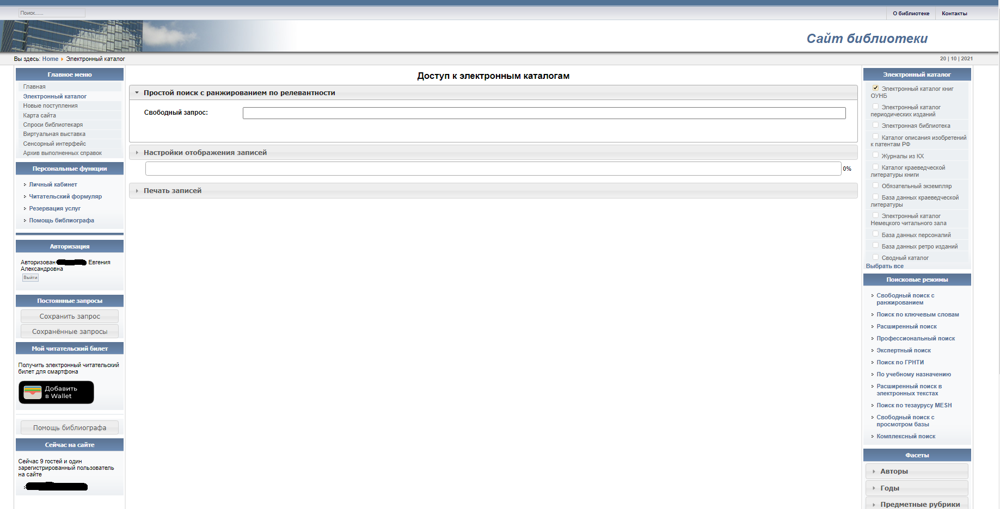 Поиск......
О библиотеке
Контакты
Сайт библиотеки
Вы здесь: Home Электронный каталог
20 | 10 | 2021
Главное меню
Главная
Электронный каталог
Новые поступления
Карта сайта
Спроси библиотекаря
Виртуальная выставка
Сенсорный интерфейс
Архив выполненных справок
Персональные функции
Личный кабинет
Читательский формуляр
Резервация услуг
Помощь библиографа
Авторизация
Авторизован Евгения
Александровна
Выйти
Постоянные запросы
Сохранить запрос
Сохранённые запросы
Мой читательский билет
Получить электронный читательский
билет для смартфона
Добавить
в Wallet
Помощь библиографа
Сейчас на сайте
Сейчас 9 гостей и один
зарегистрированный пользователь
на сайте
Доступ к электронным каталогам
Простой поиск с ранжированием по релевантности
Свободный запрос:
Настройки отображения записей
0%
Печать записей
Электронный каталог
Электронный каталог книг
ОУНБ
Электронный каталог
периодических изданий
Электронная библиотека
Каталог описания изобретений
к патентам РФ
Журналы из КХ
Каталог краеведческой
литературы книги
Обязательный экземпляр
База данных краеведческой
литературы
Электронный каталог
Немецкого читального зала
База данных персоналий
База данных ретро изданий
Сводный каталог
Выбрать все
Поисковые режимы
Свободный поиск с
ранжированием
Поиск по ключевым словам
Расширенный поиск
Профессиональный поиск
Экспертный поиск
Поиск по ГРНТИ
По учебному назначению
Расширенный поиск в
электронных текстах
Поиск по тезаурусу MESH
Свободный поиск с
просмотром базы
Комплексный поиск
Фасеты
Авторы
Годы
Предметные рубрики